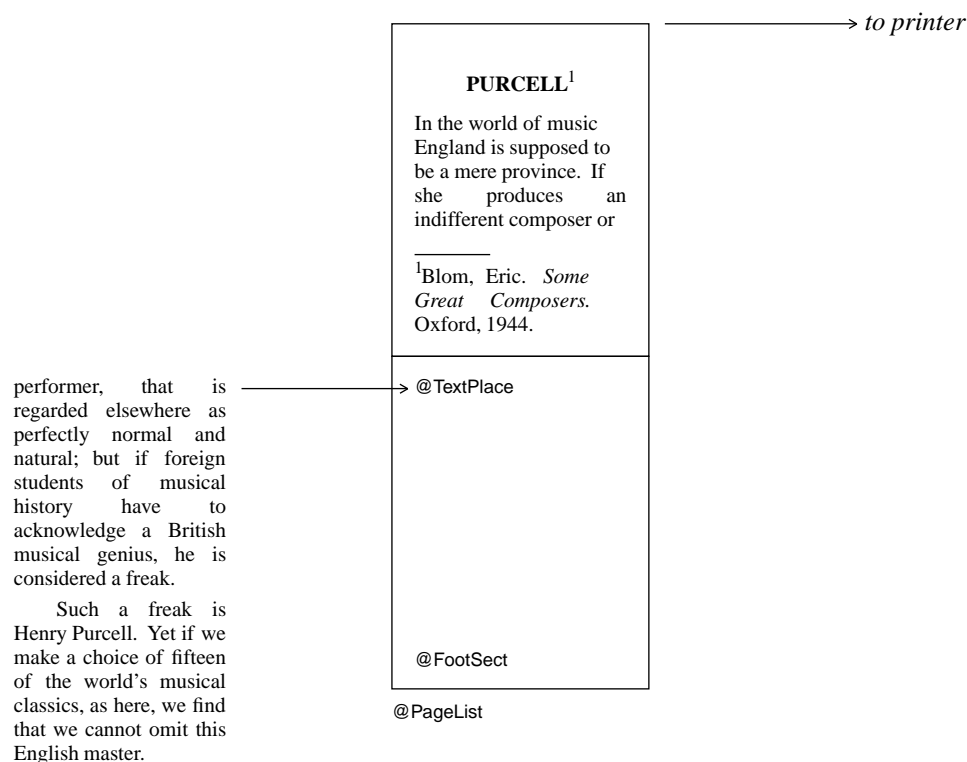 to printer
PURCELL1
In the world of music
England is supposed to
be a mere province. If
she produces an
indifferent composer or
1Blom, Eric. Some
Great Composers.
Oxford, 1944.
performer, that is
regarded elsewhere as
perfectly normal and
natural; but if foreign
students of musical
history have to
acknowledge a British
musical genius, he is
considered a freak.
Such a freak is
Henry Purcell. Yet if we
make a choice of fifteen
of the world's musical
classics, as here, we find
that we cannot omit this
English master.
@TextPlace
@FootSect
@PageList